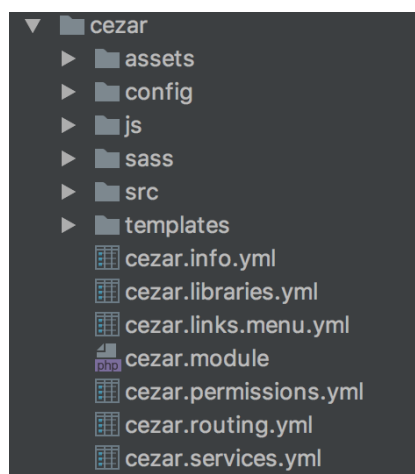 cezar
assets
config
js
sass
src
templates
cezar.info.yml
cezar.libraries.yml
cezar.links.menu.yml
php cezar.module
cezar.permissions.yml
cezar.routing.yml
cezar.services.yml